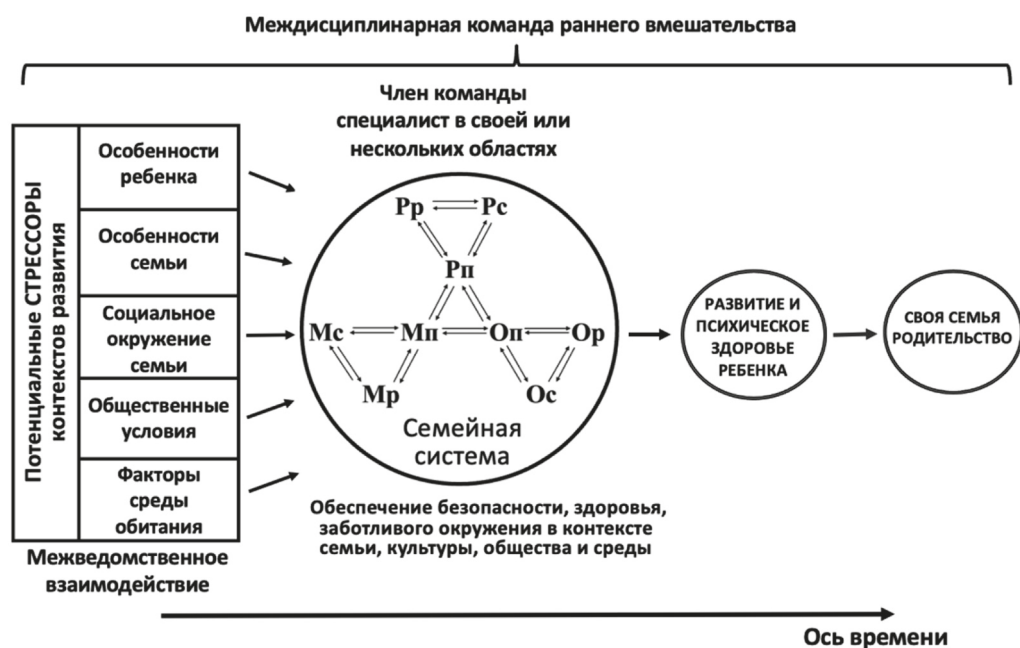 Междисциплинарная команда раннего вмешательства
Член команды
специалист в своей или
нескольких областях
Потенциальные СТРЕССОРЫ
контекстов развития
Особенности
ребенка
Особенности
семьи
Социальное
окружение
семьи
Общественные
условия
Факторы
среды
обитания
Межведомственное
взаимодействие
Рр Рс
Рп
Мс Мп Оп Ор
Мр Ос
Семейная
система
Обеспечение безопасности, здоровья,
заботливого окружения в контексте
семьи, культуры, общества и среды
РАЗВИТИЕ И
ПСИХИЧЕСКОЕ
ЗДОРОВЬЕ
РЕБЕНКА
СВОЯ СЕМЬЯ
РОДИТЕЛЬСТВО
Ось времени